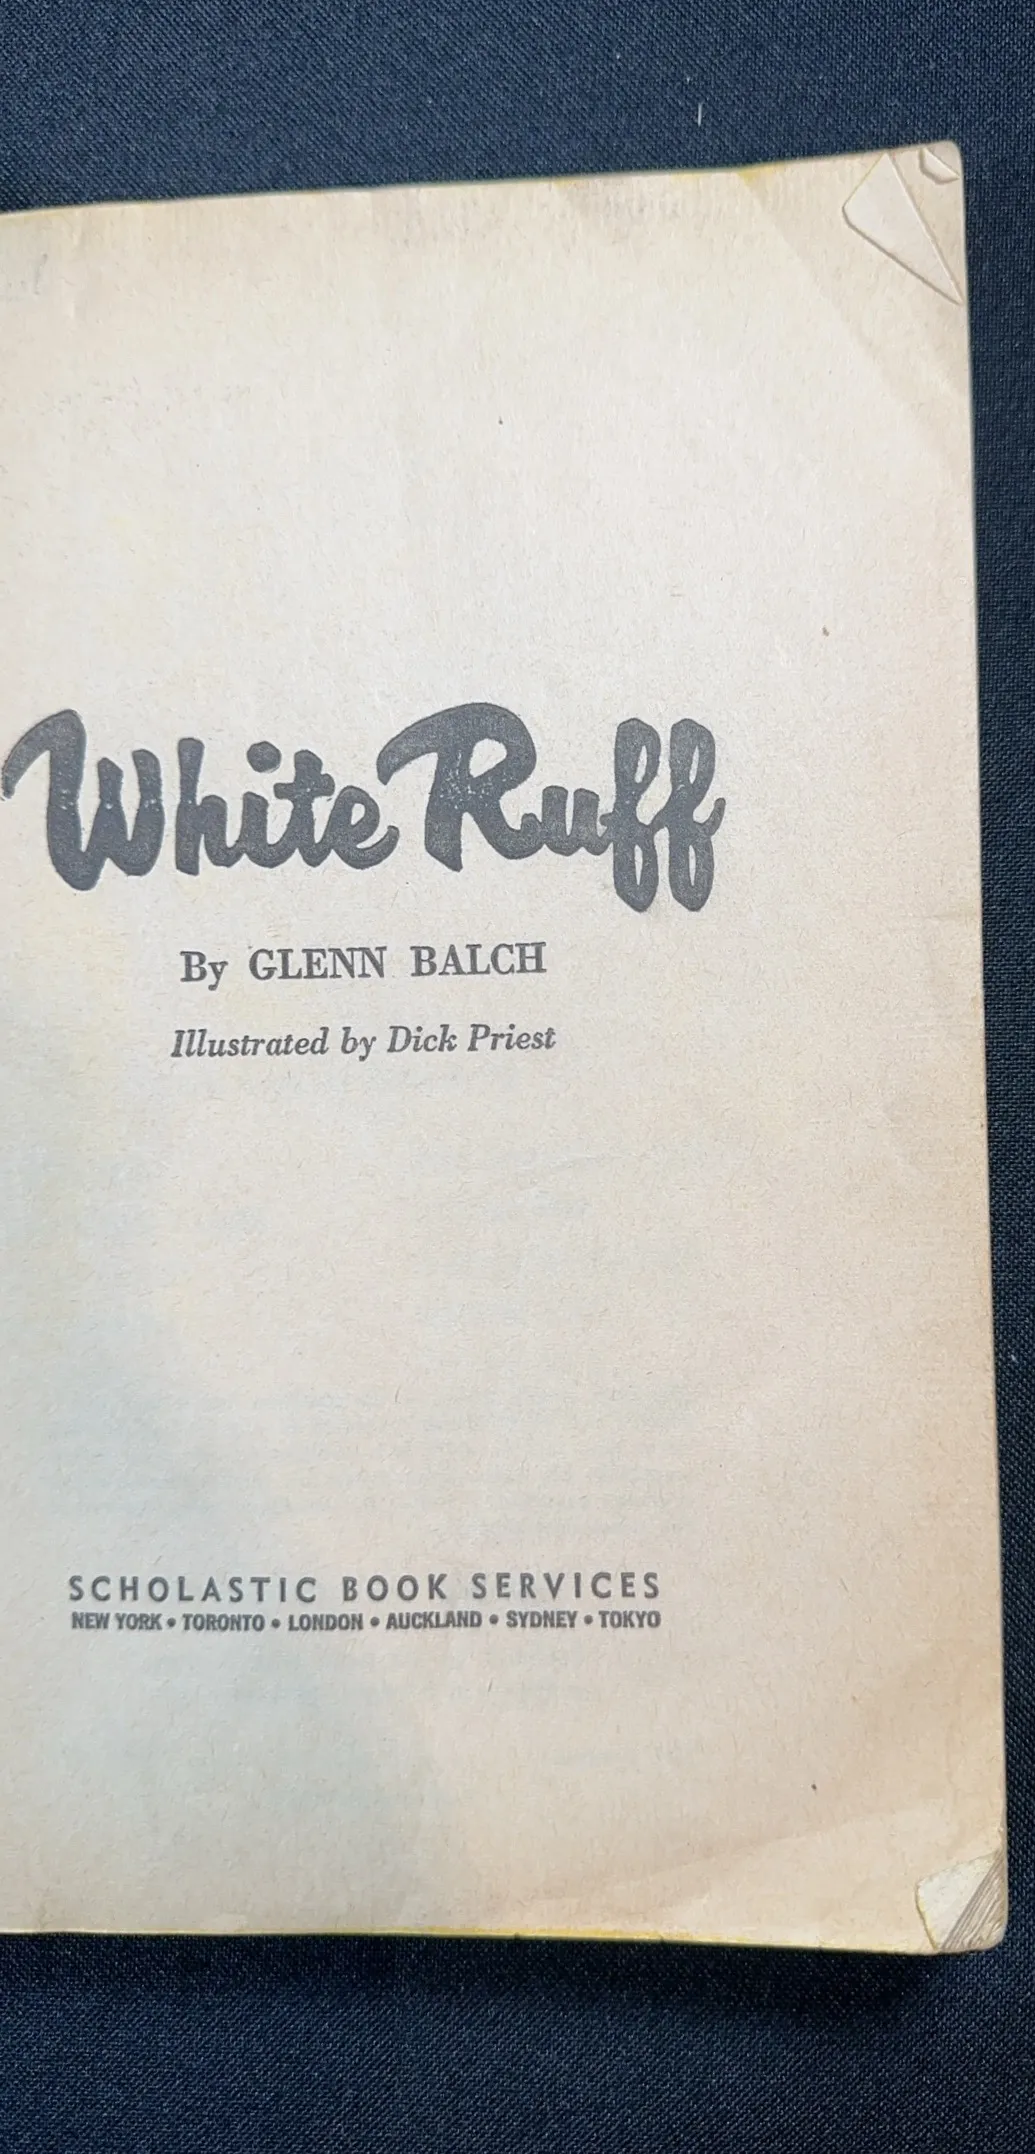 White Ruff
By GLENN BALCH
Illustrated by Dick Priest
SCHOLASTIC BOOK SERVICES
NEW YORK • TORONTO • LONDON • AUCKLAND • SYDNEY • TOKYO